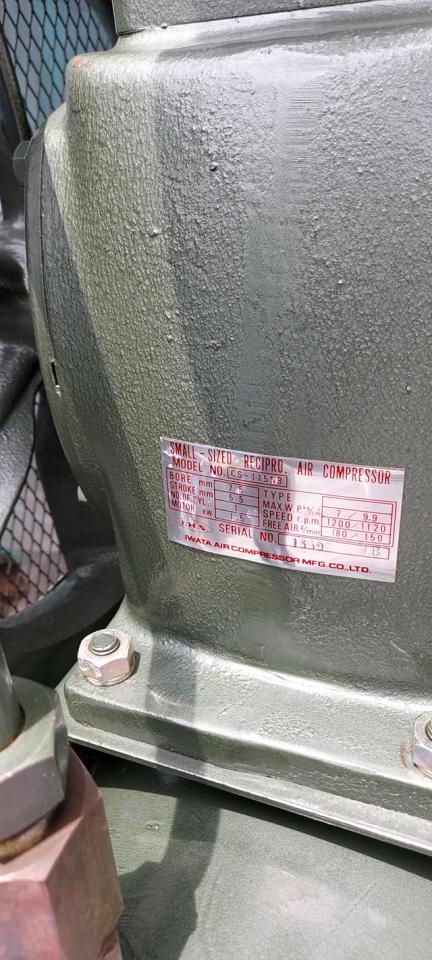 SMALL-SIZED RECIPRO. AIR COMPRESSOR
MODEL NO. CS-175NB
BORE mm 75 TYPE
STROKE mm 55 MAX.W.P.
NO.OF CYL. 1 7/9.9
MOTOR kW 1.5 SPEED r.p.m. 1200/1120
FREE AIR ℓ/min 180/150
SERIAL NO. B
IWATA AIR COMPRESSOR MFG.CO.,LTD.